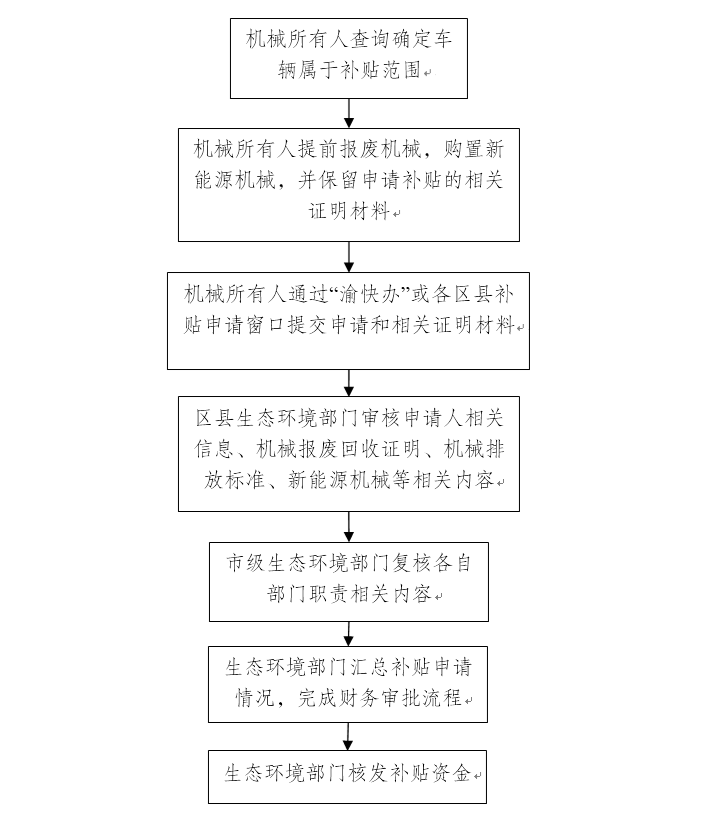 机械所有人查询确定车
辆属于补贴范围
机械所有人提前报废机械，购置新
能源机械，并保留申请补贴的相关
证明材料
机械所有人通过“渝快办”或各区县补
贴申请窗口提交申请和相关证明材料
区县生态环境部门审核申请人相关
信息、机械报废回收证明、机械排
放标准、新能源机械等相关内容
市级生态环境部门复核各自
部门职责相关内容
生态环境部门汇总补贴申请
情况，完成财务审批流程
生态环境部门核发补贴资金